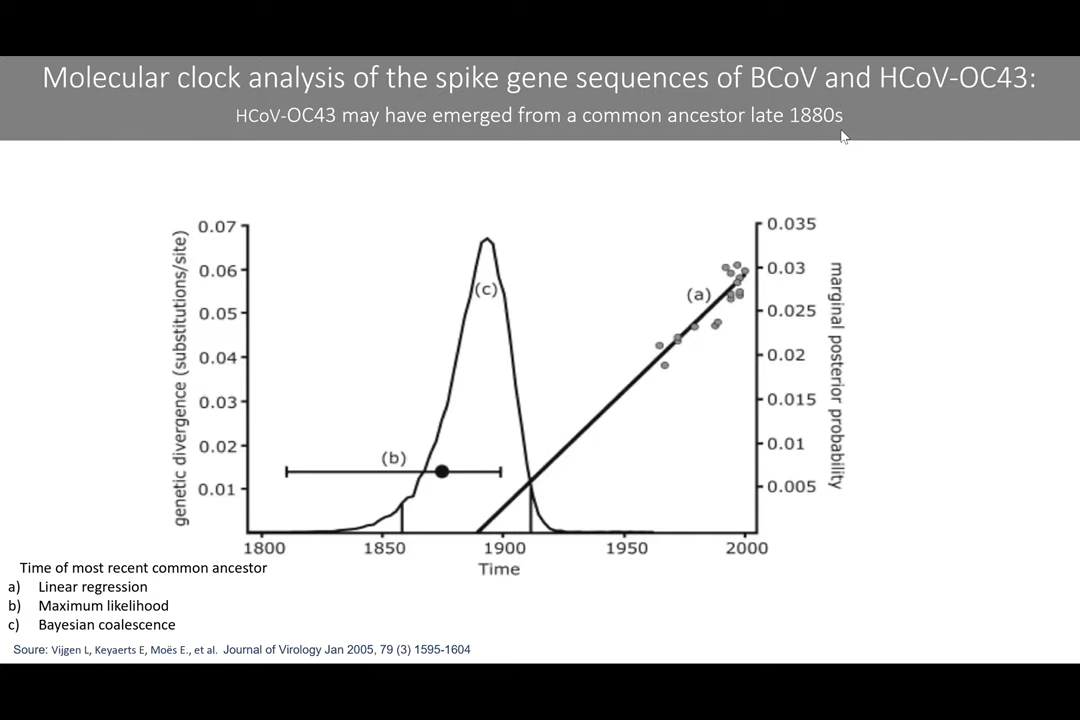 Molecular clock analysis of the spike gene sequences of BCoV and HCoV-OC43:
HCoV-OC43 may have emerged from a common ancestor late 1880s
genetic divergence (substitutions/site)
0.07
0.06
0.05
0.04
0.03
0.02
0.01
(c)
(b)
(a)
0.035
0.03
0.025
0.02
0.015
0.01
0.005
marginal posterior probability
1800 1850 1900 1950 2000
Time
Time of most recent common ancestor
a) Linear regression
b) Maximum likelihood
c) Bayesian coalescence
Soure: Vijgen L, Keyaerts E, Moës E., et al. Journal of Virology Jan 2005, 79 (3) 1595-1604